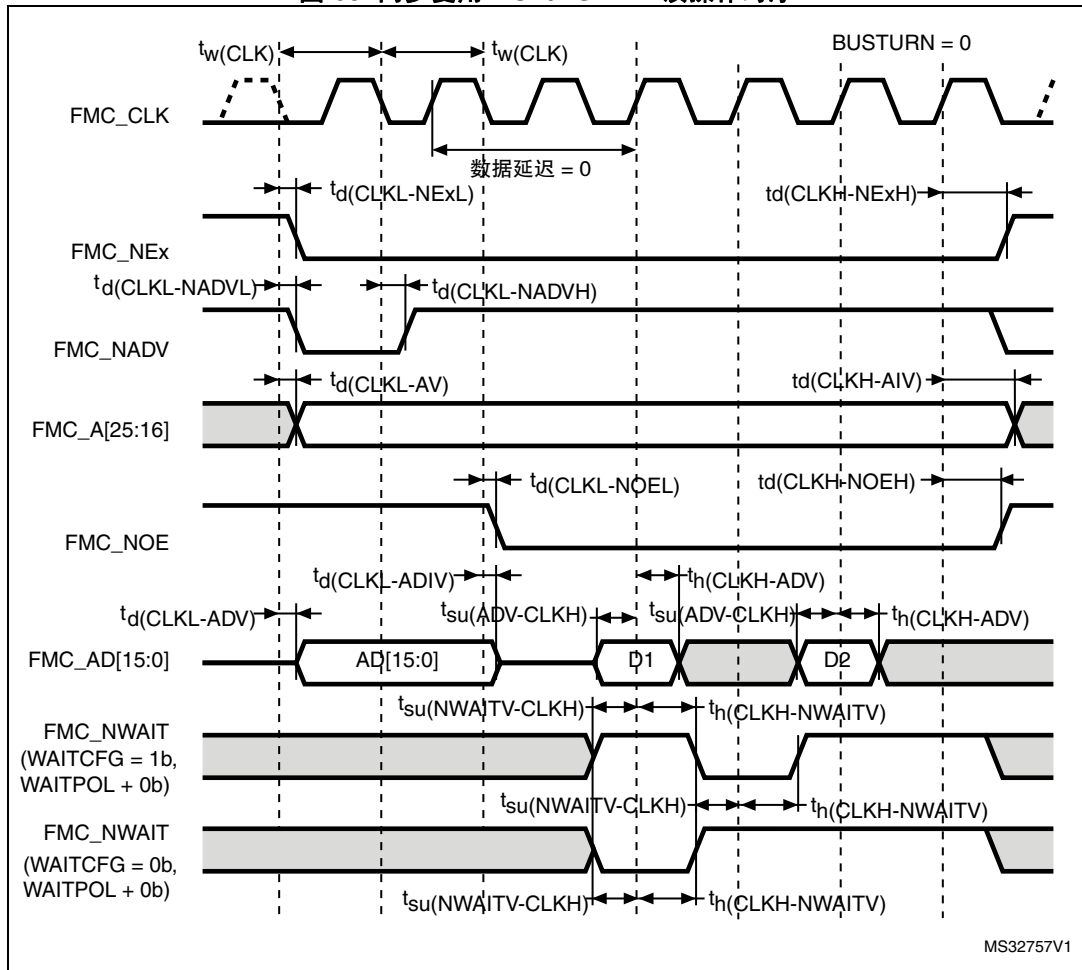 BUSTURN = 0
tw(CLK)
tw(CLK)
FMC_CLK
数据延迟 = 0
td(CLKL-NExL)
td(CLKH-NExH)
FMC_NEx
td(CLKL-NADVL)
td(CLKL-NADVH)
FMC_NADV
td(CLKL-AV)
td(CLKH-AIV)
FMC_A[25:16]
td(CLKL-NOEL)
td(CLKH-NOEH)
FMC_NOE
td(CLKL-ADIV)
th(CLKH-ADV)
td(CLKL-ADV)
tsu(ADV-CLKH)
tsu(ADV-CLKH)
th(CLKH-ADV)
FMC_AD[15:0]
AD[15:0]
D1
D2
tsu(NWAITV-CLKH)
th(CLKH-NWAITV)
FMC_NWAIT
(WAITCFG = 1b,
WAITPOL + 0b)
tsu(NWAITV-CLKH)
th(CLKH-NWAITV)
FMC_NWAIT
(WAITCFG = 0b,
WAITPOL + 0b)
tsu(NWAITV-CLKH)
th(CLKH-NWAITV)
MS32757V1